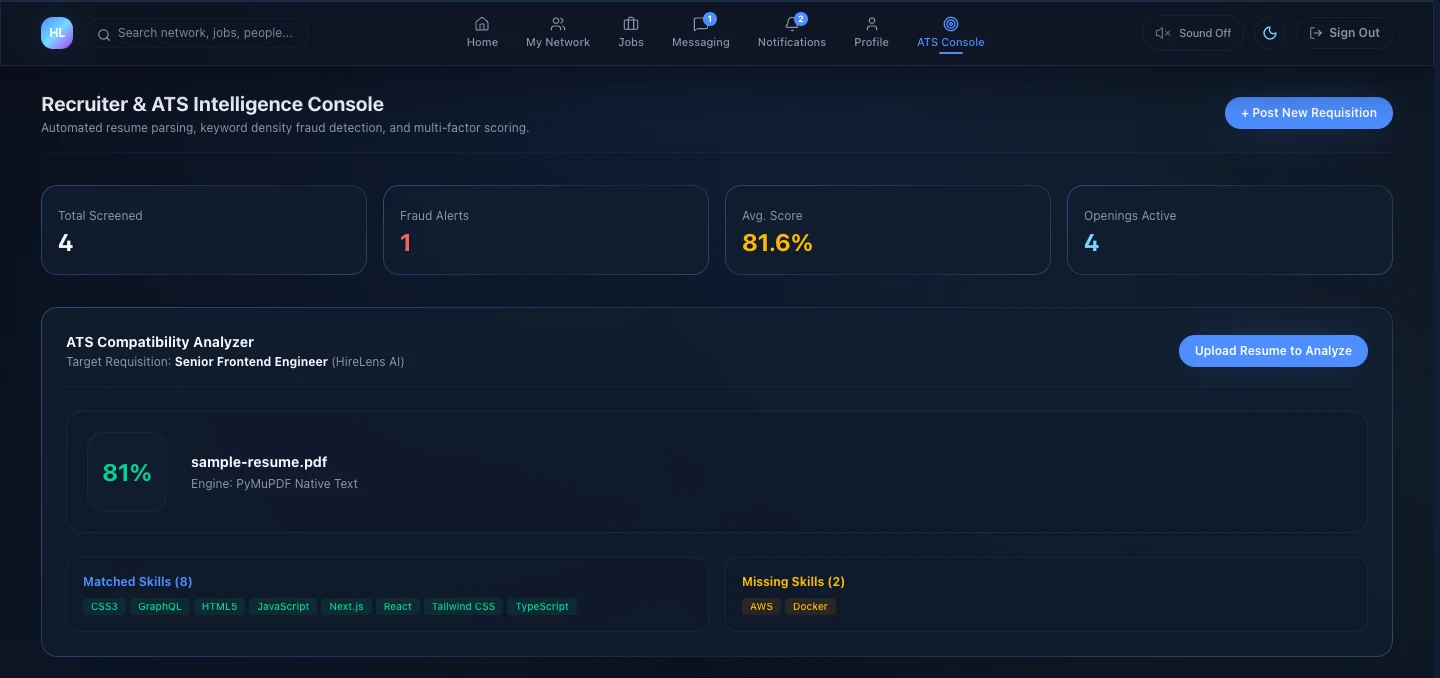 HL
Search network, jobs, people...
Home
My Network
Jobs
1
Messaging
2
Notifications
Profile
ATS Console
Sound Off
Sign Out
Recruiter & ATS Intelligence Console
Automated resume parsing, keyword density fraud detection, and multi-factor scoring.
+ Post New Requisition
Total Screened
4
Fraud Alerts
1
Avg. Score
81.6%
Openings Active
4
ATS Compatibility Analyzer
Target Requisition: Senior Frontend Engineer (HireLens AI)
Upload Resume to Analyze
81%
sample-resume.pdf
Engine: PyMuPDF Native Text
Matched Skills (8)
CSS3 GraphQL HTML5 JavaScript Next.js React Tailwind CSS TypeScript
Missing Skills (2)
AWS Docker